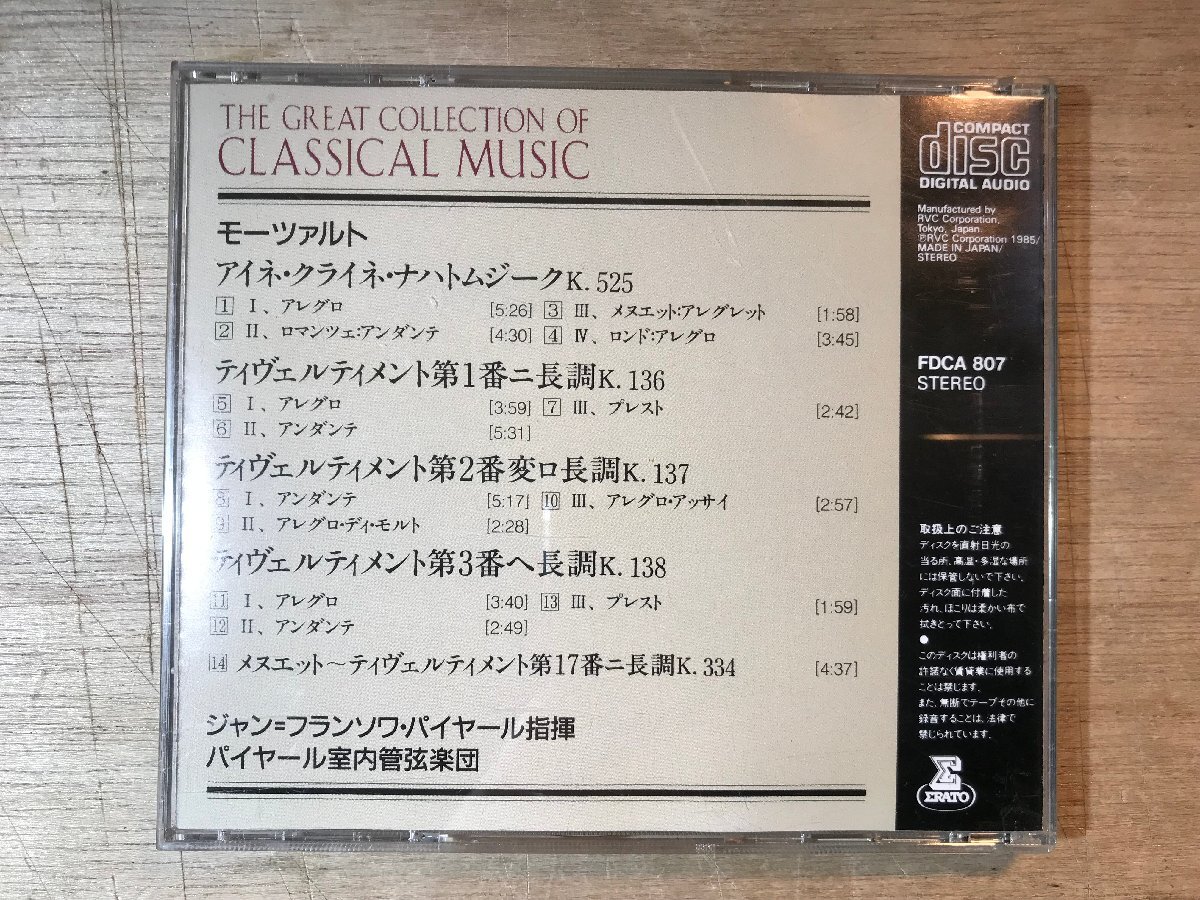 THE GREAT COLLECTION OF
CLASSICAL MUSIC
モーツァルト
アイネ・クライネ・ナハトムジークK. 525
1 I、アレグロ [5:26] 3 III、メヌエット:アレグレット [1:58]
2 II、ロマンツェ:アンダンテ [4:30] 4 IV、ロンド:アレグロ [3:45]
ティヴェルティメント第1番ニ長調K. 136
5 I、アレグロ [3:59] 7 III、プレスト [2:42]
6 II、アンダンテ [5:31]
ティヴェルティメント第2番変ロ長調K. 137
8 I、アンダンテ [5:17] 10 III、アレグロ・アッサイ [2:57]
9 II、アレグロ・ディ・モルト [2:28]
ティヴェルティメント第3番ヘ長調K. 138
11 I、アレグロ [3:40] 13 III、プレスト [1:59]
12 II、アンダンテ [2:49]
14 メヌエット〜ティヴェルティメント第17番ニ長調K. 334 [4:37]
ジャン=フランソワ・パイヤール指揮
パイヤール室内管弦楽団
COMPACT
disc
DIGITAL AUDIO
Manufactured by
RVC Corporation,
Tokyo, Japan.
ⓅRVC Corporation 1985/
MADE IN JAPAN/
STEREO
FDCA 807
STEREO
取扱上のご注意
ディスクを直射日光の
当る所、高温・多湿な場所
には保管しないで下さい。
ディスク面に付着した
汚れ、ほこりは柔かい布で
拭きとって下さい。
●
このディスクは権利者の
許諾なく賃貸業に使用する
ことは禁じます。
また、無断でテープその他に
録音することは、法律で
禁じられています。
ERATO